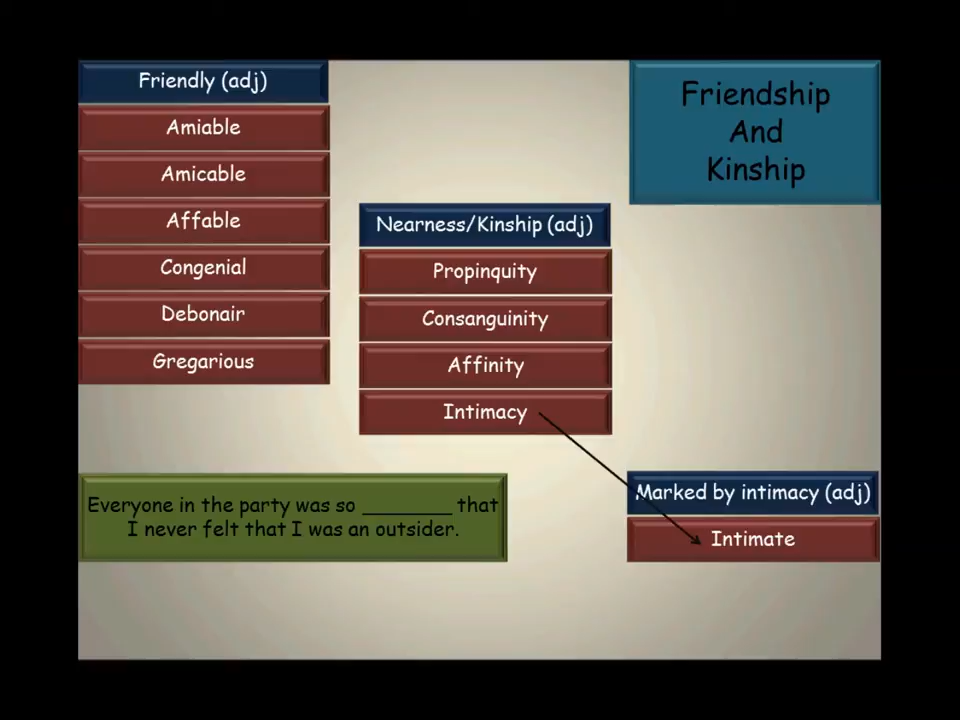 Friendly (adj)
Amiable
Amicable
Affable
Congenial
Debonair
Gregarious
Nearness/Kinship (adj)
Propinquity
Consanguinity
Affinity
Intimacy
Friendship
And
Kinship
Everyone in the party was so ________ that
I never felt that I was an outsider.
Marked by intimacy (adj)
Intimate